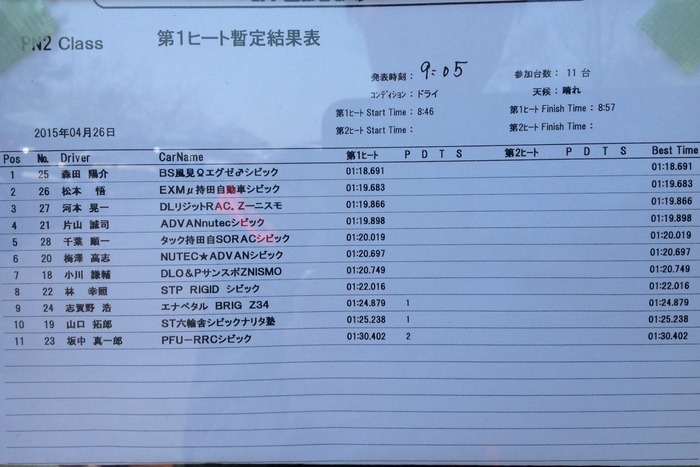 PN2 Class 第1ヒート暫定結果表
発表時刻： 9:05 参加台数： 11 台
コンディション： ドライ 天候： 晴れ
第1ヒート Start Time： 8:46 第1ヒート Finish Time： 8:57
2015年04月26日 第2ヒート Start Time： 第2ヒート Finish Time：
Pos No. Driver CarName 第1ヒート P D T S 第2ヒート P D T S Best Time
1 25 森田 陽介 BS風見♀エグゼ♂シビック 01:18.691 01:18.691
2 26 松本 悟 EXMμ持田自動車シビック 01:19.683 01:19.683
3 27 河本 晃一 DLリジットRAC．Z－ニスモ 01:19.866 01:19.866
4 21 片山 誠司 ADVANnutecシビック 01:19.898 01:19.898
5 28 千葉 順一 タック持田自SORACシビック 01:20.019 01:20.019
6 20 梅澤 高志 NUTEC★ADVANシビック 01:20.697 01:20.697
7 18 小川 謙輔 DLO＆PサンスポZNISMO 01:20.749 01:20.749
8 22 林 幸照 STP RIGID シビック 01:22.016 01:22.016
9 24 志賀野 浩 エナペタル BRIG Z34 01:24.879 1 01:24.879
10 19 山口 拓郎 ST六輪舎シビックナリタ塾 01:25.238 1 01:25.238
11 23 坂中 真一郎 PFU－RRCシビック 01:30.402 2 01:30.402